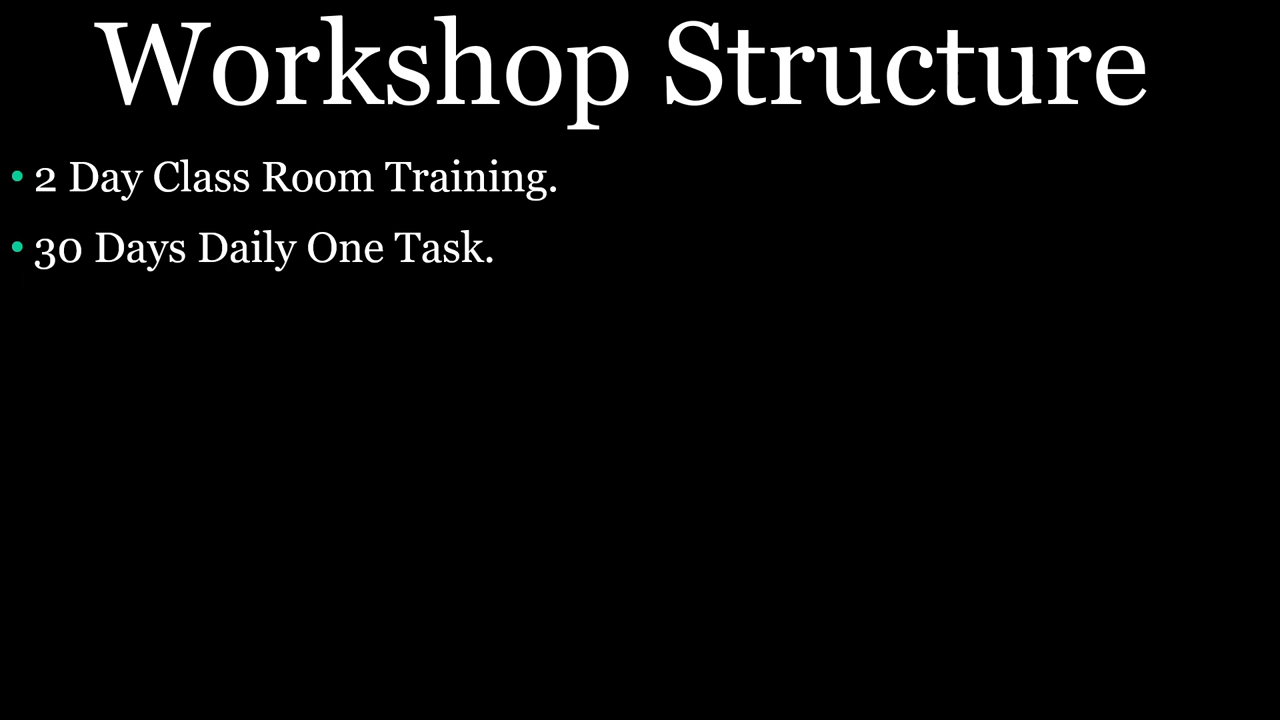 Workshop Structure
• 2 Day Class Room Training.
• 30 Days Daily One Task.